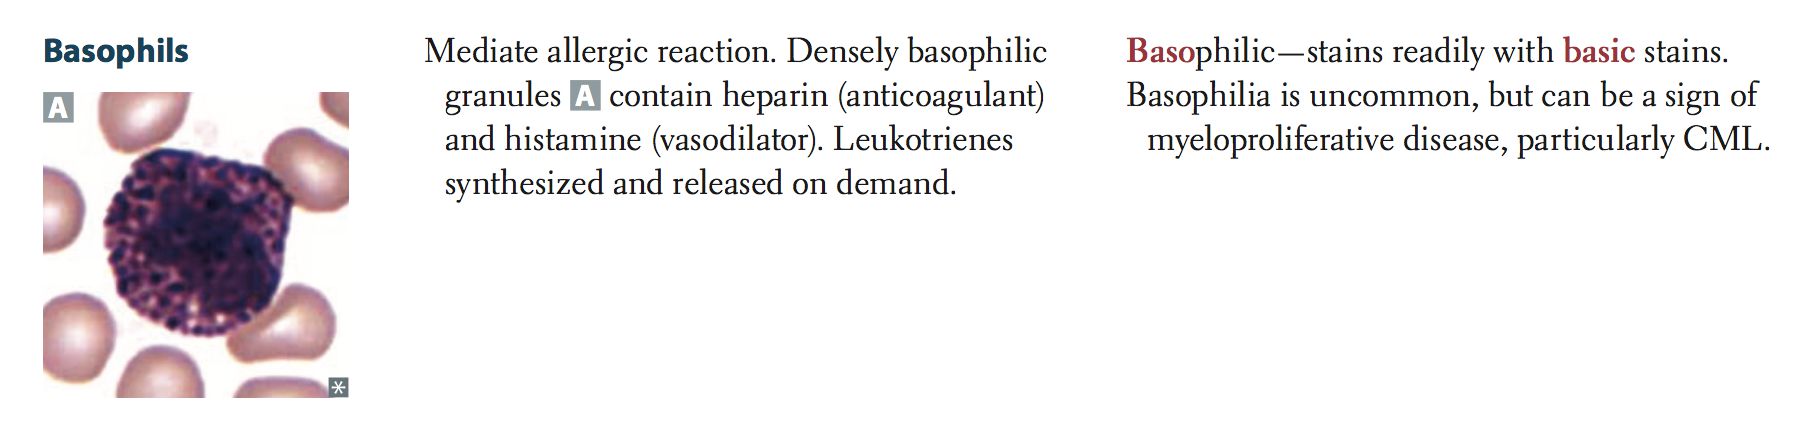 Basophils
A
*
Mediate allergic reaction. Densely basophilic
granules A contain heparin (anticoagulant)
and histamine (vasodilator). Leukotrienes
synthesized and released on demand.
Basophilic—stains readily with basic stains.
Basophilia is uncommon, but can be a sign of
myeloproliferative disease, particularly CML.